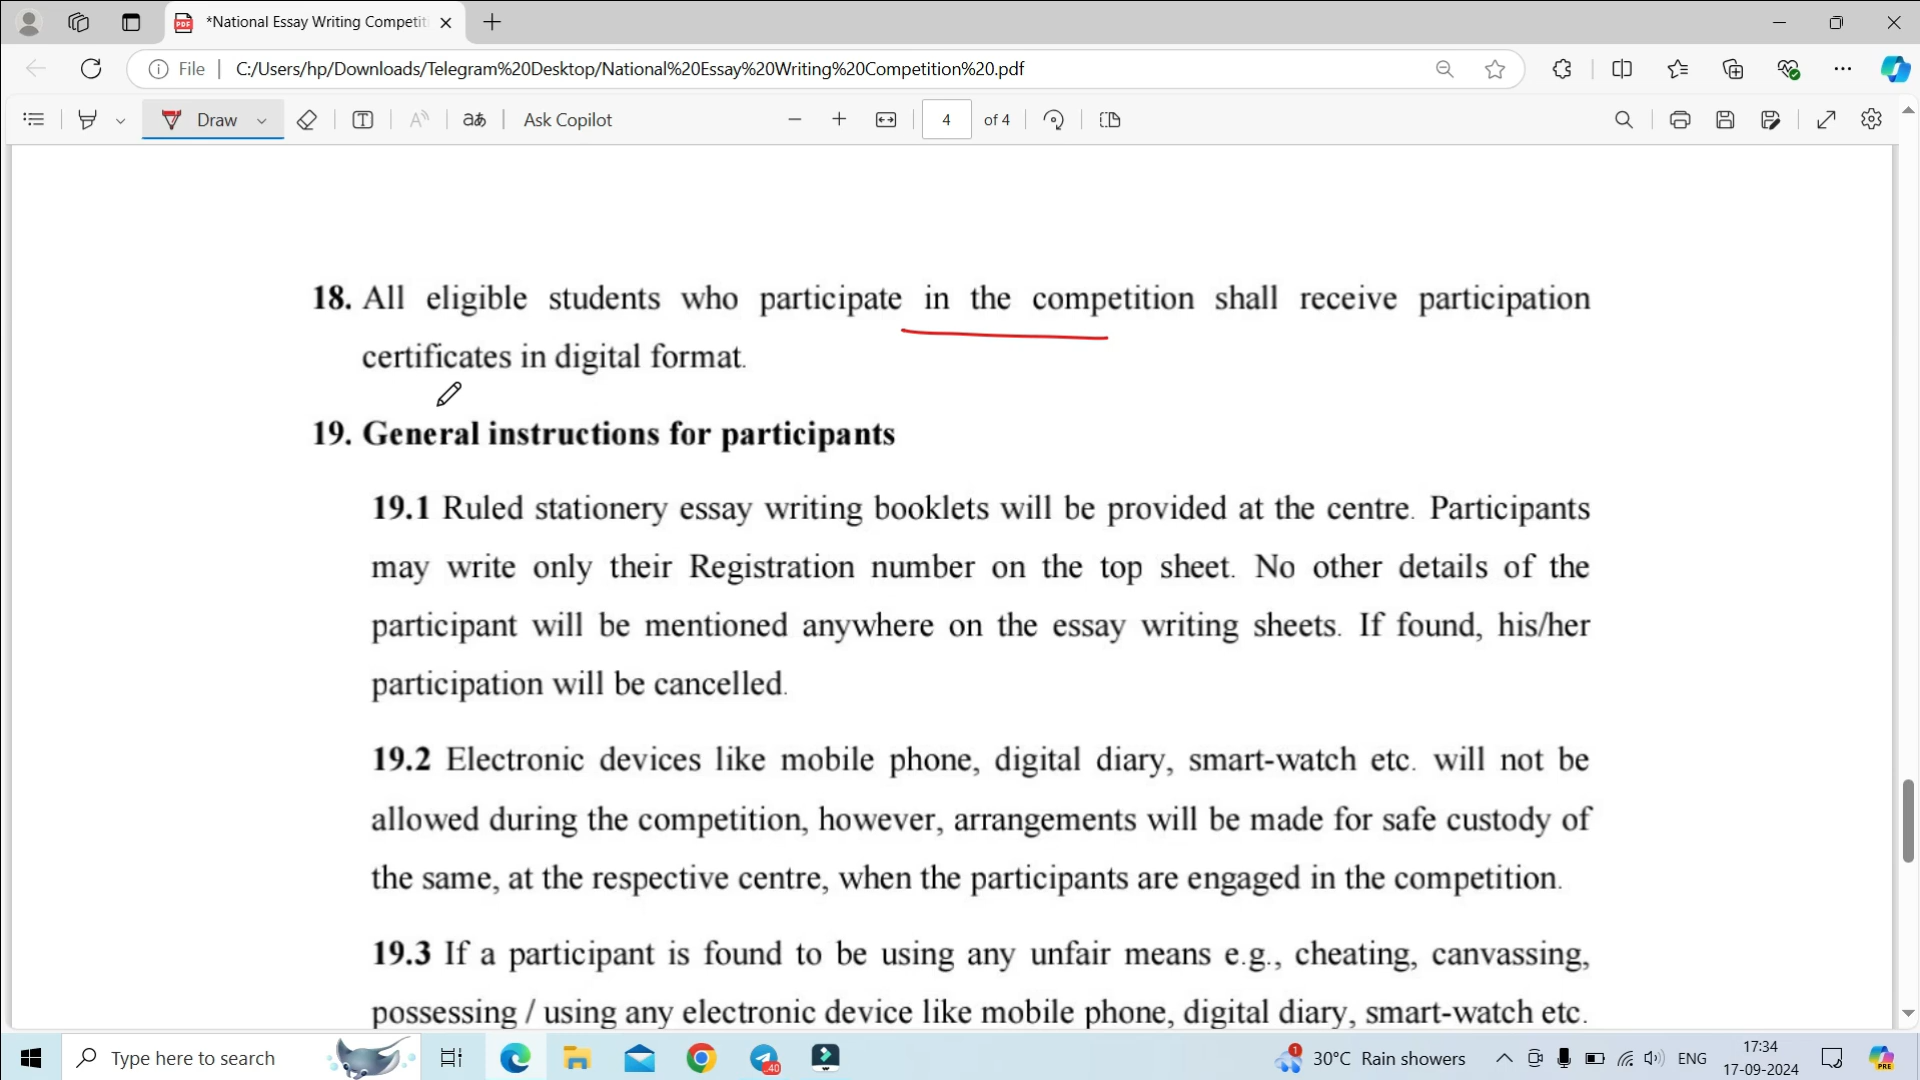 *National Essay Writing Competiti
File
C:/Users/hp/Downloads/Telegram%20Desktop/National%20Essay%20Writing%20Competition%20.pdf
Draw
Ask Copilot
4 of 4
18. All eligible students who participate in the competition shall receive participation
certificates in digital format.
19. General instructions for participants
19.1 Ruled stationery essay writing booklets will be provided at the centre. Participants
may write only their Registration number on the top sheet. No other details of the
participant will be mentioned anywhere on the essay writing sheets. If found, his/her
participation will be cancelled.
19.2 Electronic devices like mobile phone, digital diary, smart-watch etc. will not be
allowed during the competition, however, arrangements will be made for safe custody of
the same, at the respective centre, when the participants are engaged in the competition.
19.3 If a participant is found to be using any unfair means e.g., cheating, canvassing,
possessing / using any electronic device like mobile phone, digital diary, smart-watch etc.
Type here to search
.40
1
30°C Rain showers
ENG
17:34
17-09-2024
PRE